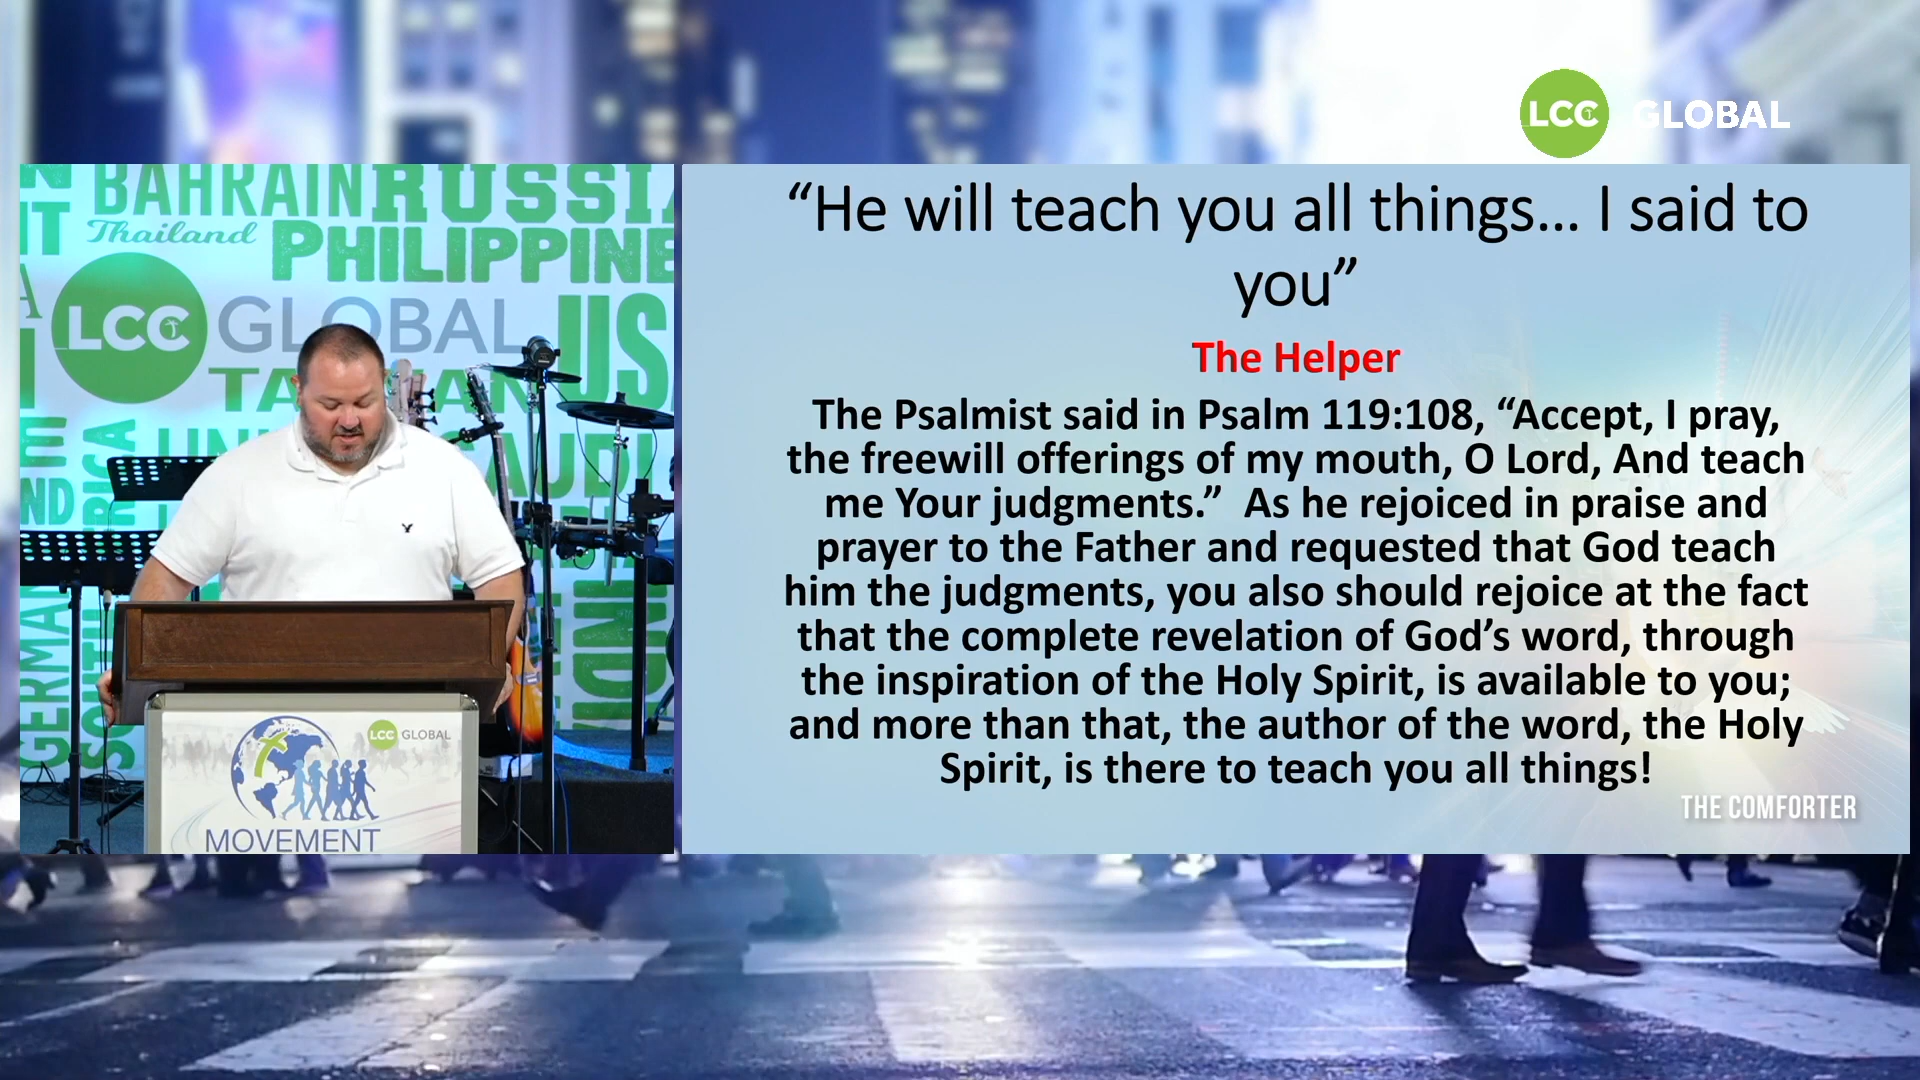 LCC GLOBAL
BAHRAIN RUSSIA
Thailand
PHILIPPINE
LCC GLOBAL
US
GERMAN
MOVEMENT
LCC GLOBAL
“He will teach you all things... I said to
you”
The Helper
The Psalmist said in Psalm 119:108, “Accept, I pray,
the freewill offerings of my mouth, O Lord, And teach
me Your judgments.”  As he rejoiced in praise and
prayer to the Father and requested that God teach
him the judgments, you also should rejoice at the fact
that the complete revelation of God’s word, through
the inspiration of the Holy Spirit, is available to you;
and more than that, the author of the word, the Holy
Spirit, is there to teach you all things!
THE COMFORTER